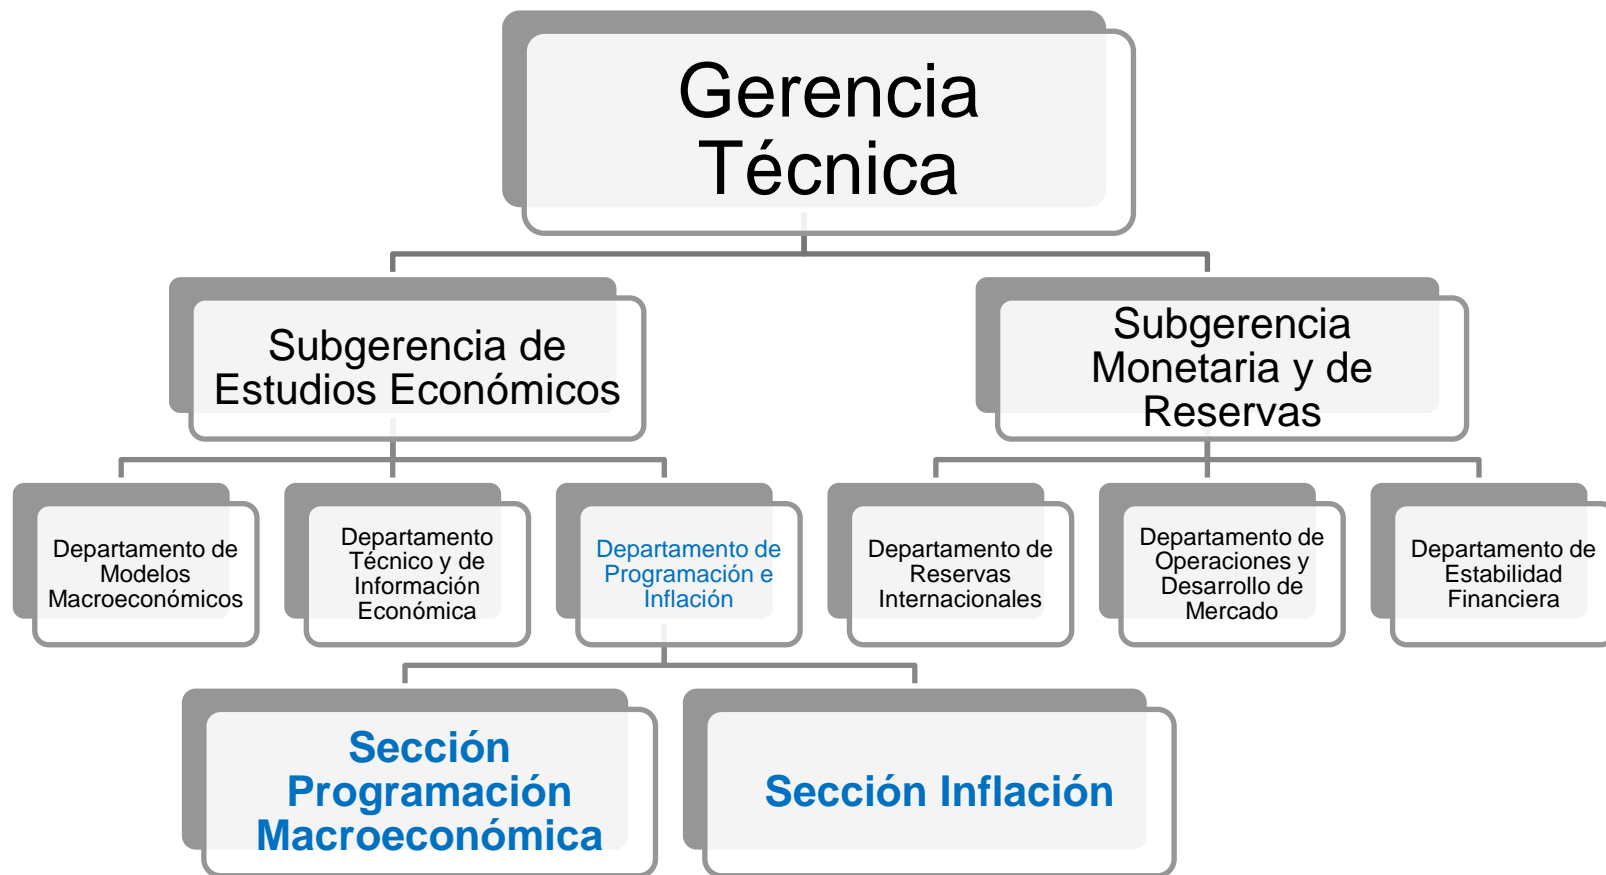 Gerencia
Técnica
Subgerencia de
Estudios Económicos
Subgerencia
Monetaria y de
Reservas
Departamento de
Modelos
Macroeconómicos
Departamento
Técnico y de
Información
Económica
Departamento de
Programación e
Inflación
Departamento de
Reservas
Internacionales
Departamento de
Operaciones y
Desarrollo de
Mercado
Departamento de
Estabilidad
Financiera
Sección
Programación
Macroeconómica
Sección Inflación